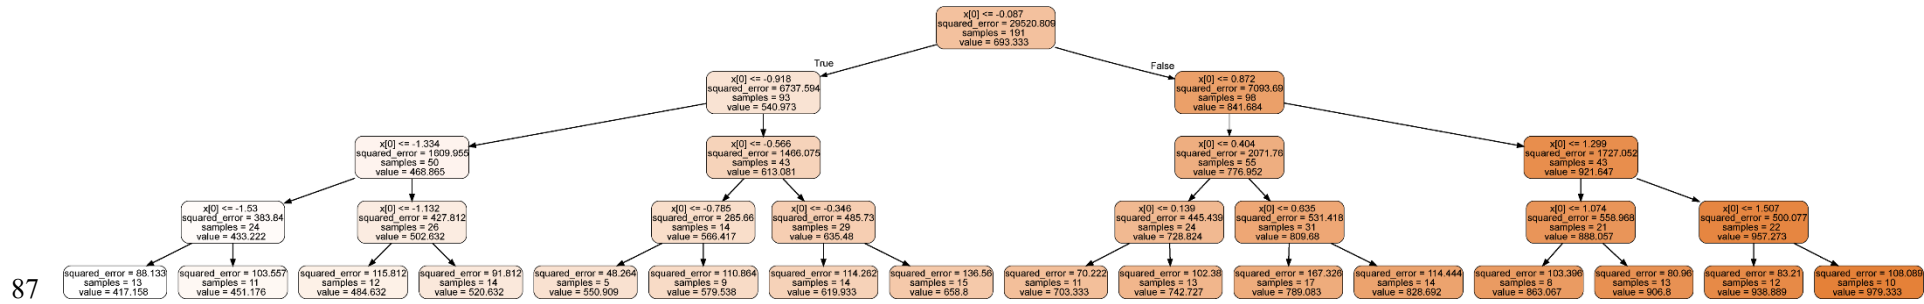 x[0] <= -0.087
squared_error = 29520.809
samples = 191
value = 693.333
True
False
x[0] <= -0.918
squared_error = 6737.594
samples = 93
value = 540.973
x[0] <= 0.872
squared_error = 7093.69
samples = 98
value = 841.684
x[0] <= -1.334
squared_error = 1609.955
samples = 50
value = 468.865
x[0] <= -0.566
squared_error = 1466.075
samples = 43
value = 613.081
x[0] <= 0.404
squared_error = 2071.76
samples = 55
value = 776.952
x[0] <= 1.299
squared_error = 1727.052
samples = 43
value = 921.647
x[0] <= -1.53
squared_error = 383.84
samples = 24
value = 433.222
x[0] <= -1.132
squared_error = 427.812
samples = 26
value = 502.632
x[0] <= -0.785
squared_error = 285.66
samples = 14
value = 566.417
x[0] <= -0.346
squared_error = 485.73
samples = 29
value = 635.48
x[0] <= 0.139
squared_error = 445.439
samples = 24
value = 728.824
x[0] <= 0.635
squared_error = 531.418
samples = 31
value = 809.68
x[0] <= 1.074
squared_error = 558.968
samples = 21
value = 888.057
x[0] <= 1.507
squared_error = 500.077
samples = 22
value = 957.273
87
squared_error = 88.133
samples = 13
value = 417.158
squared_error = 103.557
samples = 11
value = 451.176
squared_error = 115.812
samples = 12
value = 484.632
squared_error = 91.812
samples = 14
value = 520.632
squared_error = 48.264
samples = 5
value = 550.909
squared_error = 110.864
samples = 9
value = 579.538
squared_error = 114.262
samples = 14
value = 619.933
squared_error = 136.56
samples = 15
value = 658.8
squared_error = 70.222
samples = 11
value = 703.333
squared_error = 102.38
samples = 13
value = 742.727
squared_error = 167.326
samples = 17
value = 789.083
squared_error = 114.444
samples = 14
value = 828.692
squared_error = 103.396
samples = 8
value = 863.067
squared_error = 80.96
samples = 13
value = 906.8
squared_error = 83.21
samples = 12
value = 938.889
squared_error = 108.089
samples = 10
value = 979.333